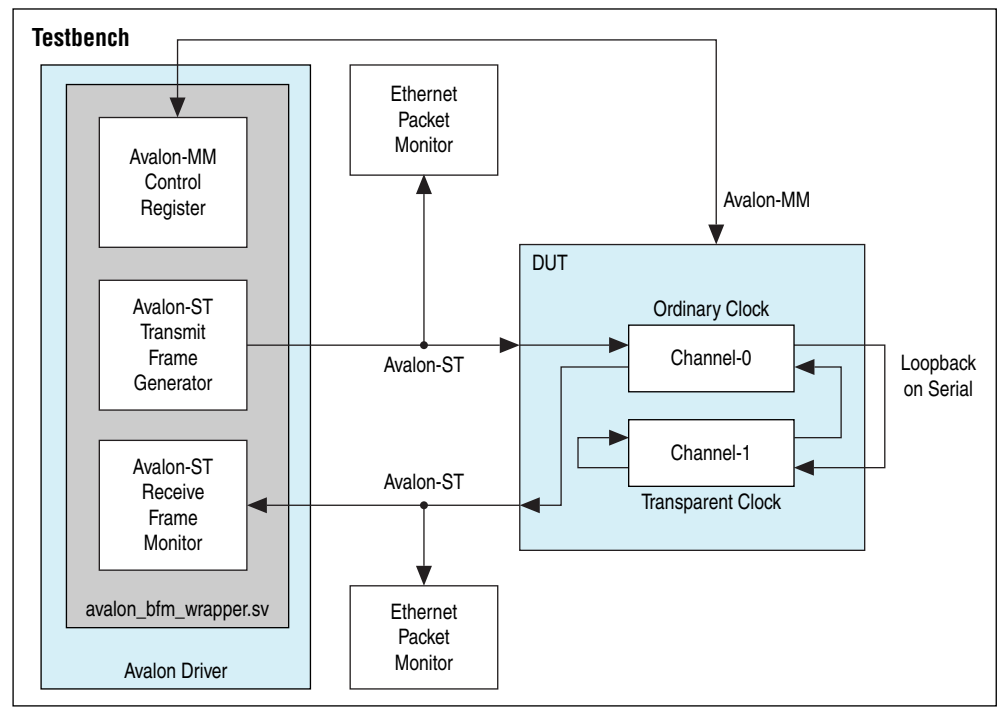 Testbench
Avalon-MM
Control
Register
Avalon-ST
Transmit
Frame
Generator
Avalon-ST
Receive
Frame
Monitor
avalon_bfm_wrapper.sv
Avalon Driver
Ethernet
Packet
Monitor
Avalon-ST
Avalon-ST
Ethernet
Packet
Monitor
Avalon-MM
DUT
Ordinary Clock
Channel-0
Channel-1
Transparent Clock
Loopback
on Serial